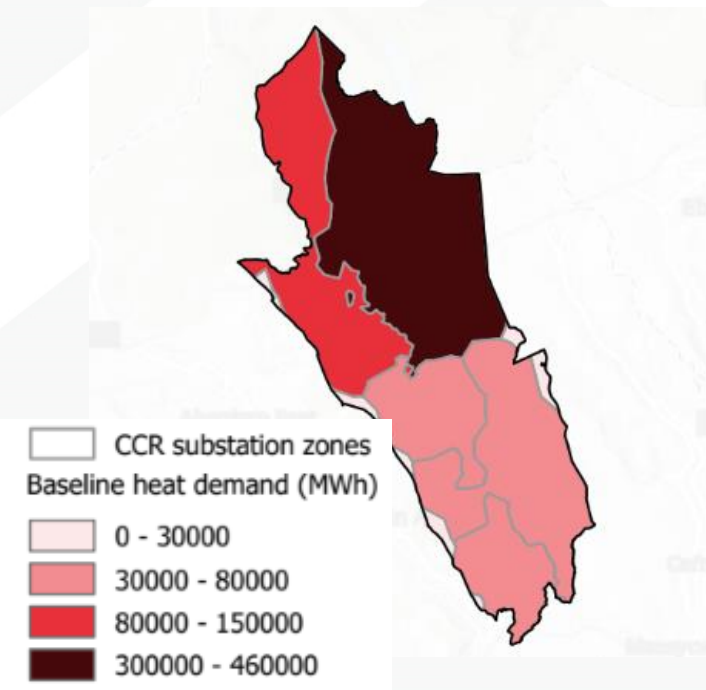 CCR substation zones
Baseline heat demand (MWh)
0 - 30000
30000 - 80000
80000 - 150000
300000 - 460000